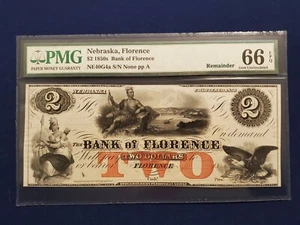 PMG
PAPER MONEY GUARANTY
Nebraska, Florence
$2 1850s Bank of Florence
NE40G4a S/N None pp A
Remainder
66 EPQ
Gem Uncirculated
NEBRASKA
2
2
on demand
The BANK OF FLORENCE
TWO DOLLARS
TWO
FLORENCE